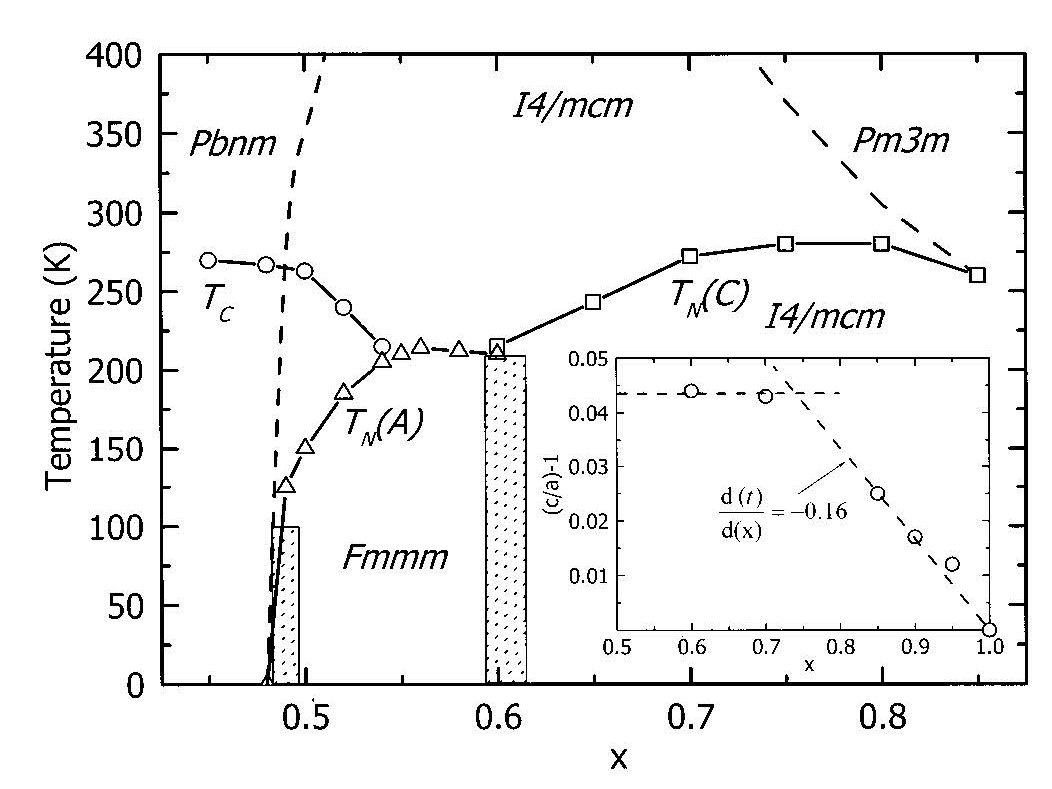 400
350
300
250
200
150
100
50
0
Temperature (K)
Pbnm
I4/mcm
Pm3m
T_C
T_N(C)
I4/mcm
T_N(A)
Fmmm
0.5
0.6
0.7
0.8
x
0.05
0.04
0.03
0.02
0.01
(c/a)-1
d (t)
d(x)
= -0.16
0.5
0.6
0.7
0.8
0.9
1.0
x